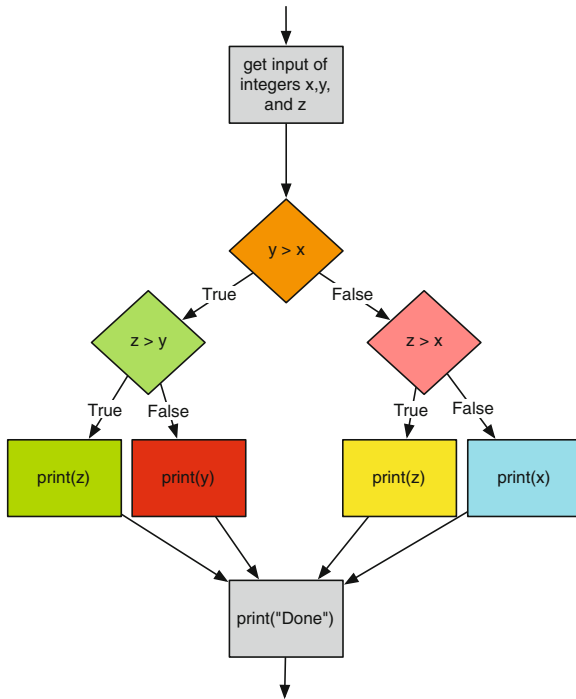 get input of
integers x,y,
and z
y > x
True
False
z > y
z > x
True
False
True
False
print(z)
print(y)
print(z)
print(x)
print("Done")